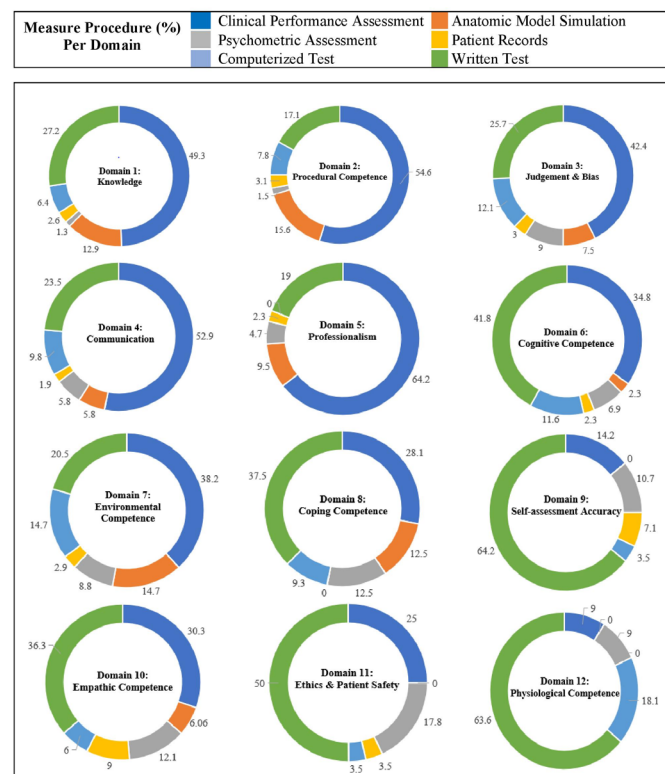 Measure Procedure (%)
Per Domain
Clinical Performance Assessment
Anatomic Model Simulation
Psychometric Assessment
Patient Records
Computerized Test
Written Test
27.2
49.3
6.4
2.6
1.3
12.9
Domain 1:
Knowledge
17.1
7.8
3.1
1.5
15.6
54.6
Domain 2:
Procedural Competence
25.7
42.4
12.1
3
9
7.5
Domain 3:
Judgement & Bias
23.5
52.9
9.8
1.9
5.8
5.8
Domain 4:
Communication
19
0
2.3
4.7
9.5
64.2
Domain 5:
Professionalism
41.8
34.8
11.6
2.3
6.9
2.3
Domain 6:
Cognitive Competence
20.5
38.2
14.7
2.9
8.8
14.7
Domain 7:
Environmental
Competence
37.5
28.1
9.3
0
12.5
12.5
Domain 8:
Coping Competence
14.2
0
10.7
7.1
3.5
64.2
Domain 9:
Self-assessment Accuracy
36.3
30.3
6
9
12.1
6.06
Domain 10:
Empathic Competence
50
25
0
17.8
3.5
3.5
Domain 11:
Ethics & Patient Safety
9
0
9
0
18.1
63.6
Domain 12:
Physiological Competence